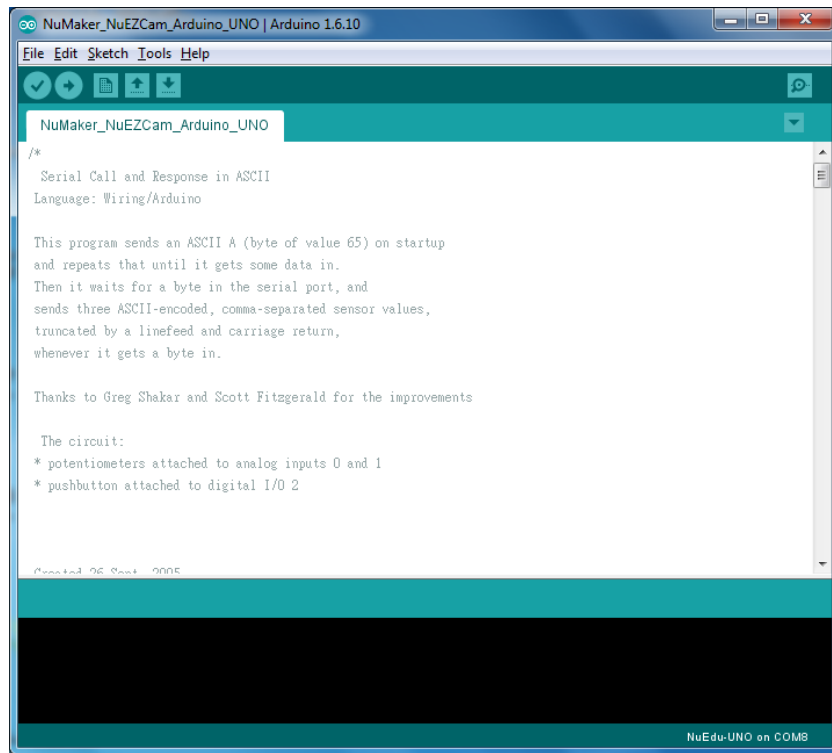 NuMaker_NuEZCam_Arduino_UNO | Arduino 1.6.10
File Edit Sketch Tools Help
NuMaker_NuEZCam_Arduino_UNO
/*
Serial Call and Response in ASCII
Language: Wiring/Arduino
This program sends an ASCII A (byte of value 65) on startup
and repeats that until it gets some data in.
Then it waits for a byte in the serial port, and
sends three ASCII-encoded, comma-separated sensor values,
truncated by a linefeed and carriage return,
whenever it gets a byte in.
Thanks to Greg Shakar and Scott Fitzgerald for the improvements
The circuit:
* potentiometers attached to analog inputs 0 and 1
* pushbutton attached to digital I/O 2
Created 26 Sept. 2005
NuEdu-UNO on COM8